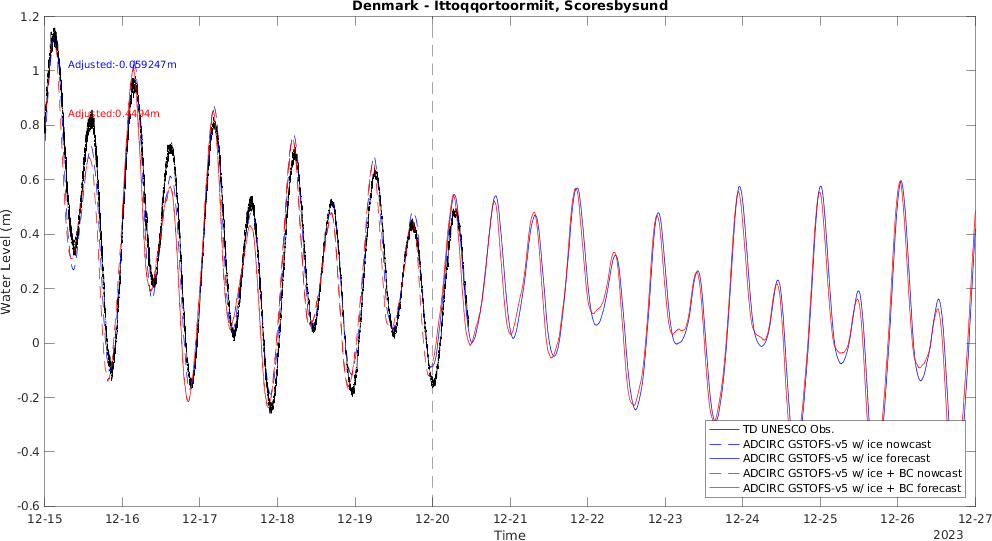 Denmark - Ittoqqortoormiit, Scoresbysund
1.2
1
0.8
0.6
0.4
0.2
0
-0.2
-0.4
-0.6
Water Level (m)
Adjusted:-0.059247m
Adjusted:0.4494m
TD UNESCO Obs.
ADCIRC GSTOFS-v5 w/ ice nowcast
ADCIRC GSTOFS-v5 w/ ice forecast
ADCIRC GSTOFS-v5 w/ ice + BC nowcast
ADCIRC GSTOFS-v5 w/ ice + BC forecast
12-15 12-16 12-17 12-18 12-19 12-20 12-21 12-22 12-23 12-24 12-25 12-26 12-27
Time
2023